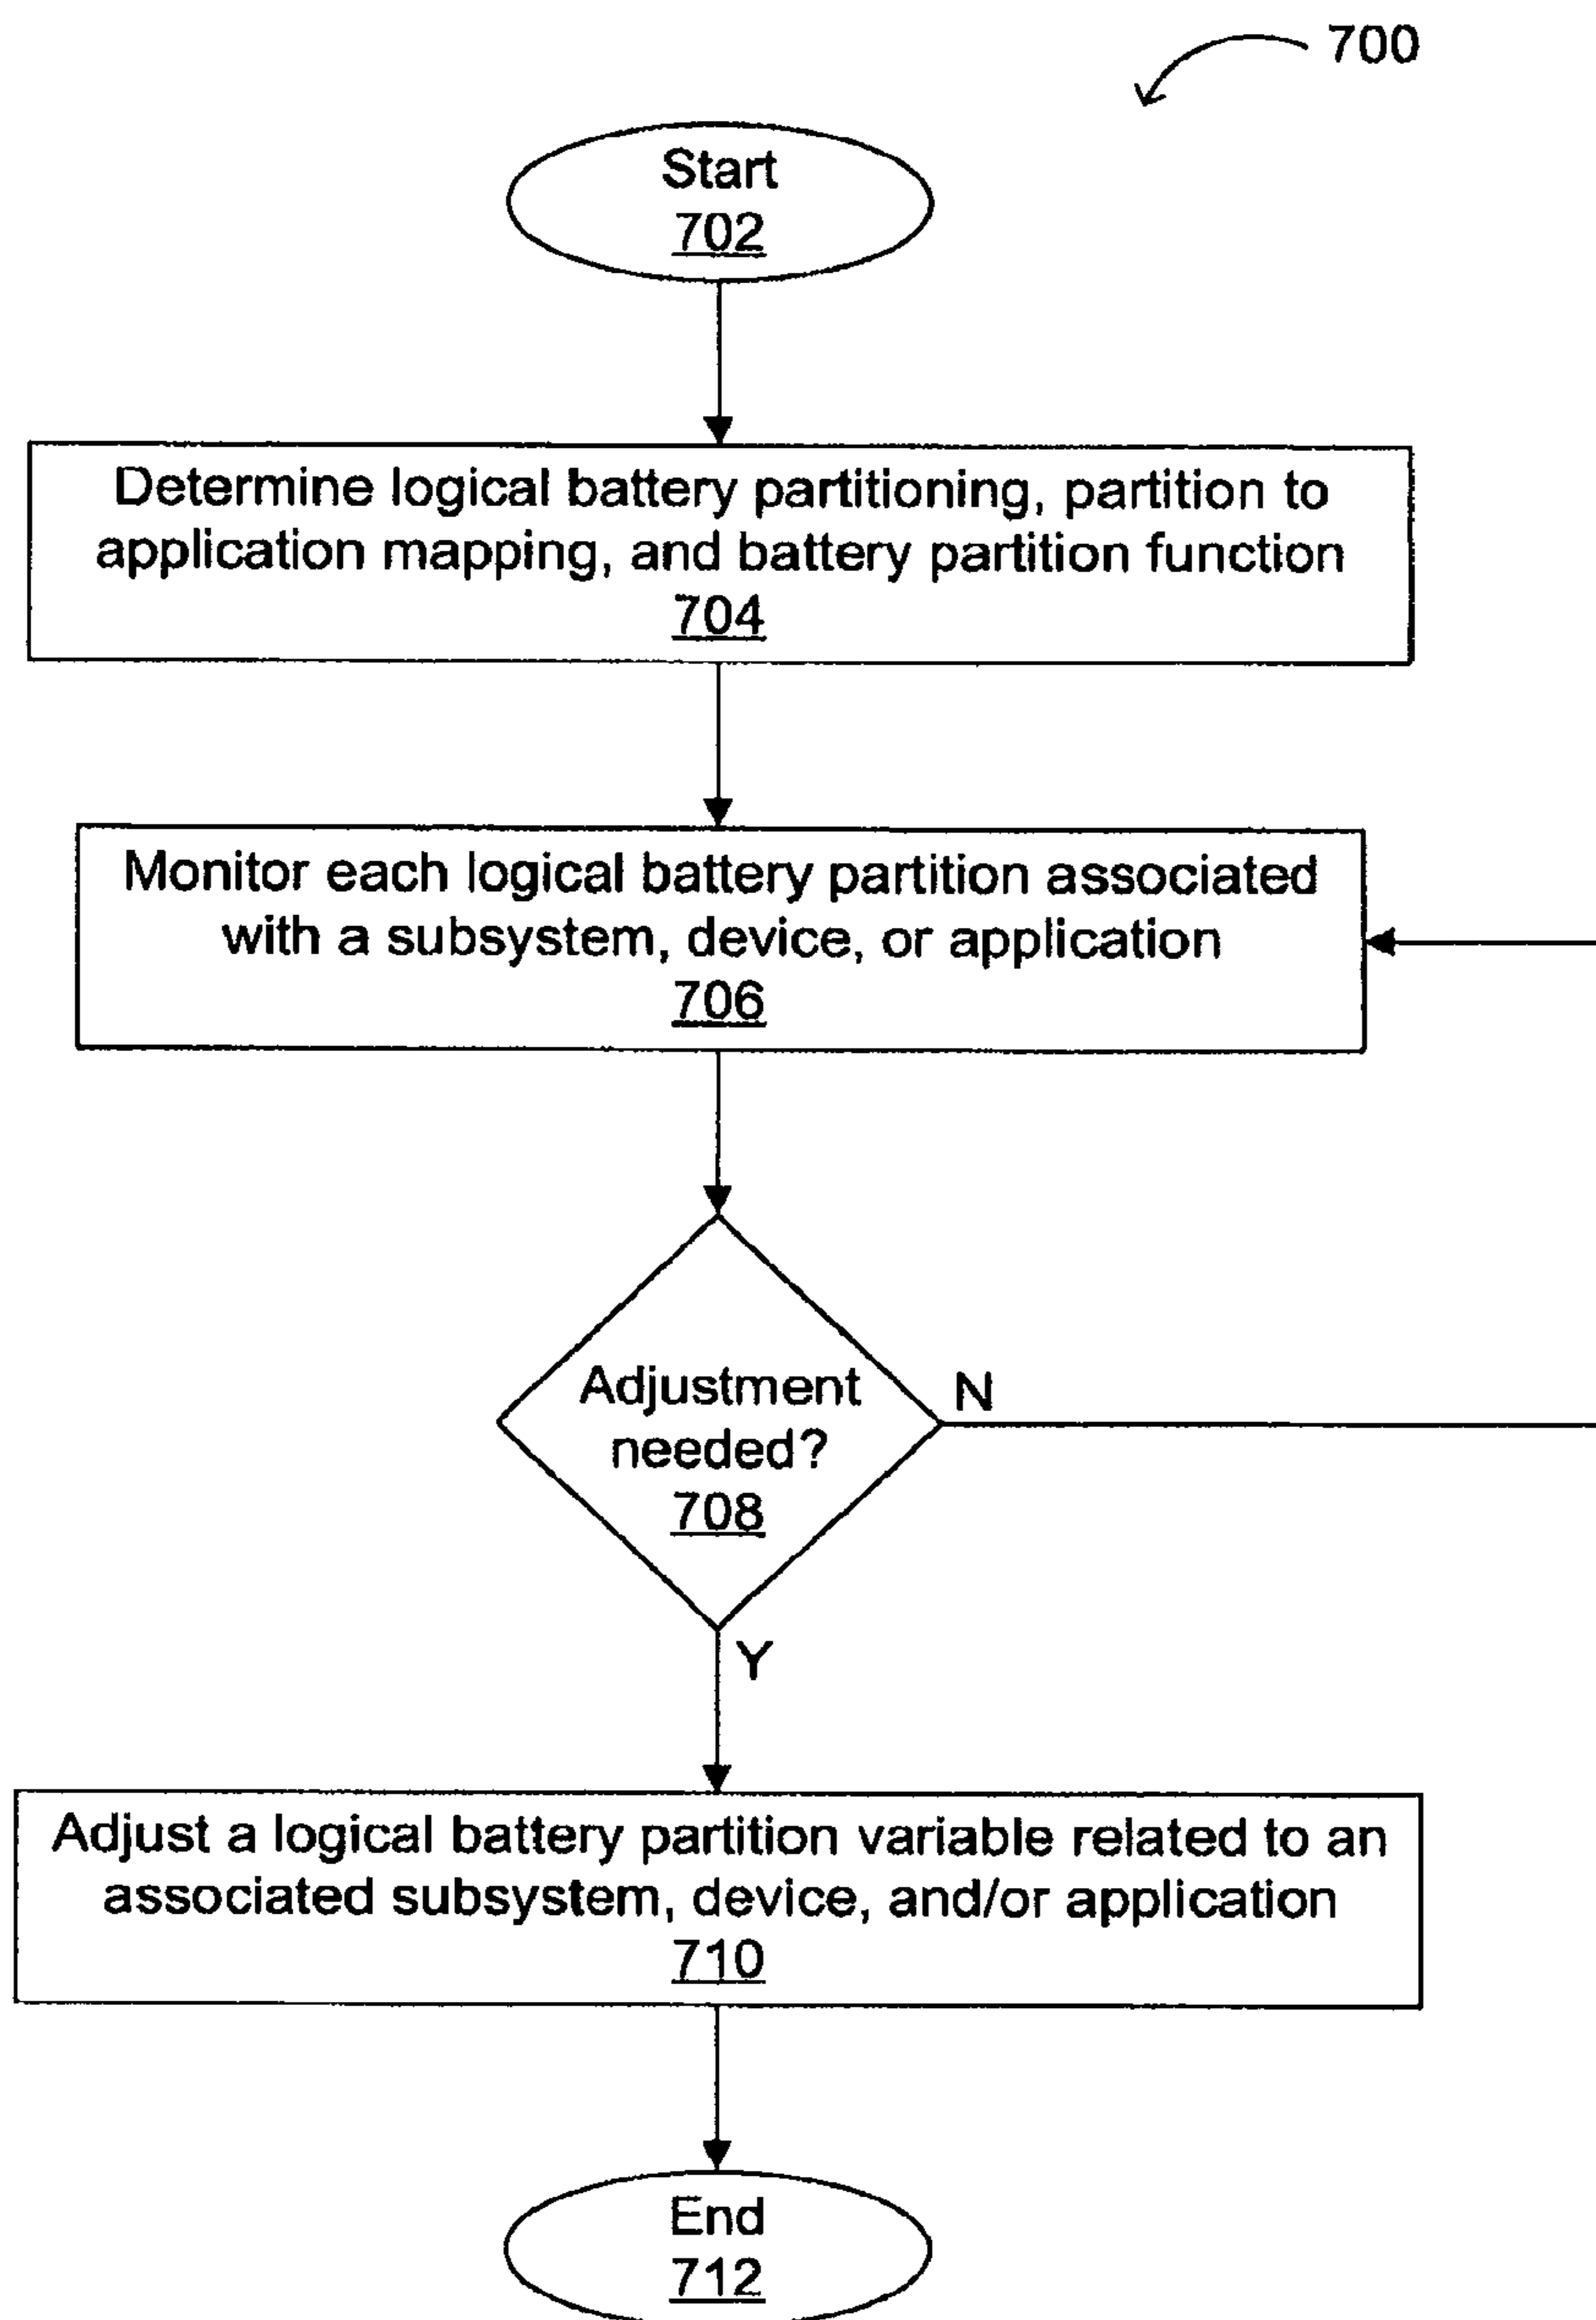 700
Start
702
Determine logical battery partitioning, partition to
application mapping, and battery partition function
704
Monitor each logical battery partition associated
with a subsystem, device, or application
706
Adjustment
needed?
708
N
Y
Adjust a logical battery partition variable related to an
associated subsystem, device, and/or application
710
End
712